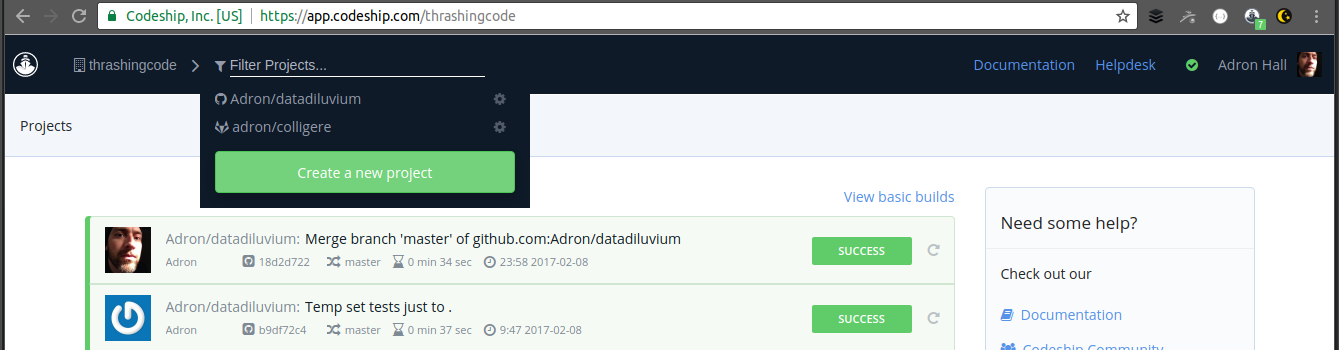 Codeship, Inc. [US] https://app.codeship.com/thrashingcode
7
thrashingcode Filter Projects... Documentation Helpdesk Adron Hall
Adron/datadiluvium
adron/colligere
Projects
Create a new project
View basic builds
Adron/datadiluvium: Merge branch 'master' of github.com:Adron/datadiluvium
Adron 18d2d722 master 0 min 34 sec 23:58 2017-02-08
SUCCESS
Adron/datadiluvium: Temp set tests just to .
Adron b9df72c4 master 0 min 37 sec 9:47 2017-02-08
SUCCESS
Need some help?
Check out our
Documentation
Codeship Community